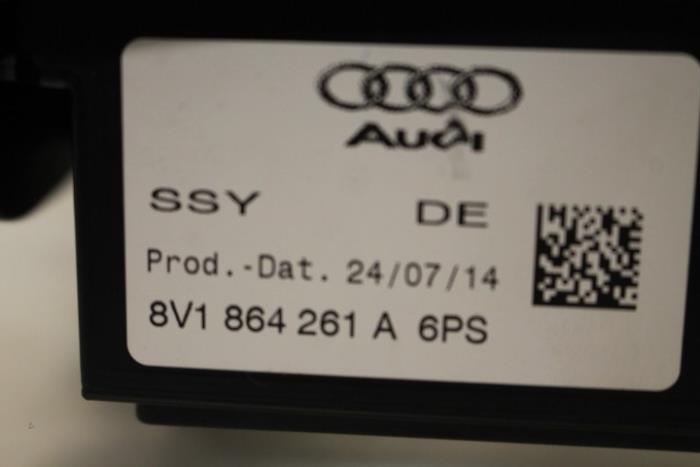 Audi
SSY DE
Prod.-Dat. 24/07/14
8V1 864 261 A 6PS